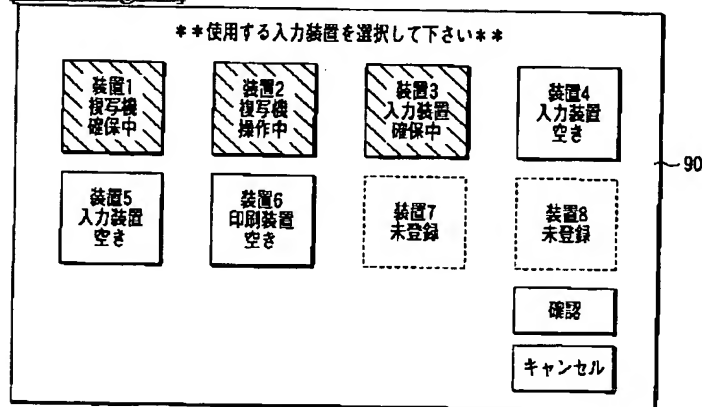 **使用する入力装置を選択して下さい**
装置1
複写機
確保中
装置2
複写機
操作中
装置3
入力装置
確保中
装置4
入力装置
空き
90
装置5
入力装置
空き
装置6
印刷装置
空き
装置7
未登録
装置8
未登録
確認
キャンセル